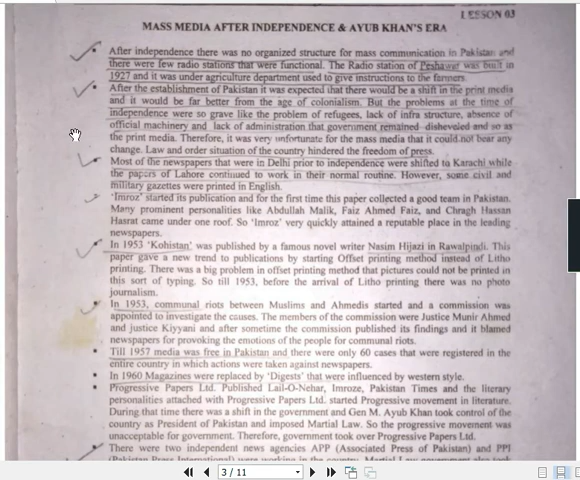 LESSON 03
MASS MEDIA AFTER INDEPENDENCE & AYUB KHAN'S ERA
After independence there was no organized structure for mass communication in Pakistan and
there were few radio stations that were functional. The Radio station of Peshawar was built in
1927 and it was under agriculture department used to give instructions to the farmers.
After the establishment of Pakistan it was expected that there would be a shift in the print media
and it would be far better from the age of colonialism. But the problems at the time of
independence were so grave like the problem of refugees, lack of infra structure, absence of
official machinery and lack of administration that government remained disheveled and so as
the print media. Therefore, it was very unfortunate for the mass media that it could not bear any
change. Law and order situation of the country hindered the freedom of press.
Most of the newspapers that were in Delhi prior to independence were shifted to Karachi while
the papers of Lahore continued to work in their normal routine. However, some civil and
military gazettes were printed in English.
'Imroz' started its publication and for the first time this paper collected a good team in Pakistan.
Many prominent personalities like Abdullah Malik, Faiz Ahmed Faiz, and Chragh Hassan
Hasrat came under one roof. So 'Imroz' very quickly attained a reputable place in the leading
newspapers.
In 1953 'Kohistan' was published by a famous novel writer Nasim Hijazi in Rawalpindi. This
paper gave a new trend to publications by starting Offset printing method instead of Litho
printing. There was a big problem in offset printing method that pictures could not be printed in
this sort of typing. So till 1953, before the arrival of Litho printing there was no photo
journalism.
In 1953, communal riots between Muslims and Ahmedis started and a commission was
appointed to investigate the causes. The members of the commission were Justice Munir Ahmed
and justice Kiyyani and after sometime the commission published its findings and it blamed
newspapers for provoking the emotions of the people for communal riots.
Till 1957 media was free in Pakistan and there were only 60 cases that were registered in the
entire country in which actions were taken against newspapers.
In 1960 Magazines were replaced by 'Digests' that were influenced by western style.
Progressive Papers Ltd. Published Lail-O-Nehar, Imroze, Pakistan Times and the literary
personalities attached with Progressive Papers Ltd. started Progressive movement in literature.
During that time there was a shift in the government and Gen M. Ayub Khan took control of the
country as President of Pakistan and imposed Martial Law. So the progressive movement was
unacceptable for government. Therefore, government took over Progressive Papers Ltd.
There were two independent news agencies APP (Associated Press of Pakistan) and PPI
(Pakistan Press International) were working in the country. Martial Law government also took
3 / 11